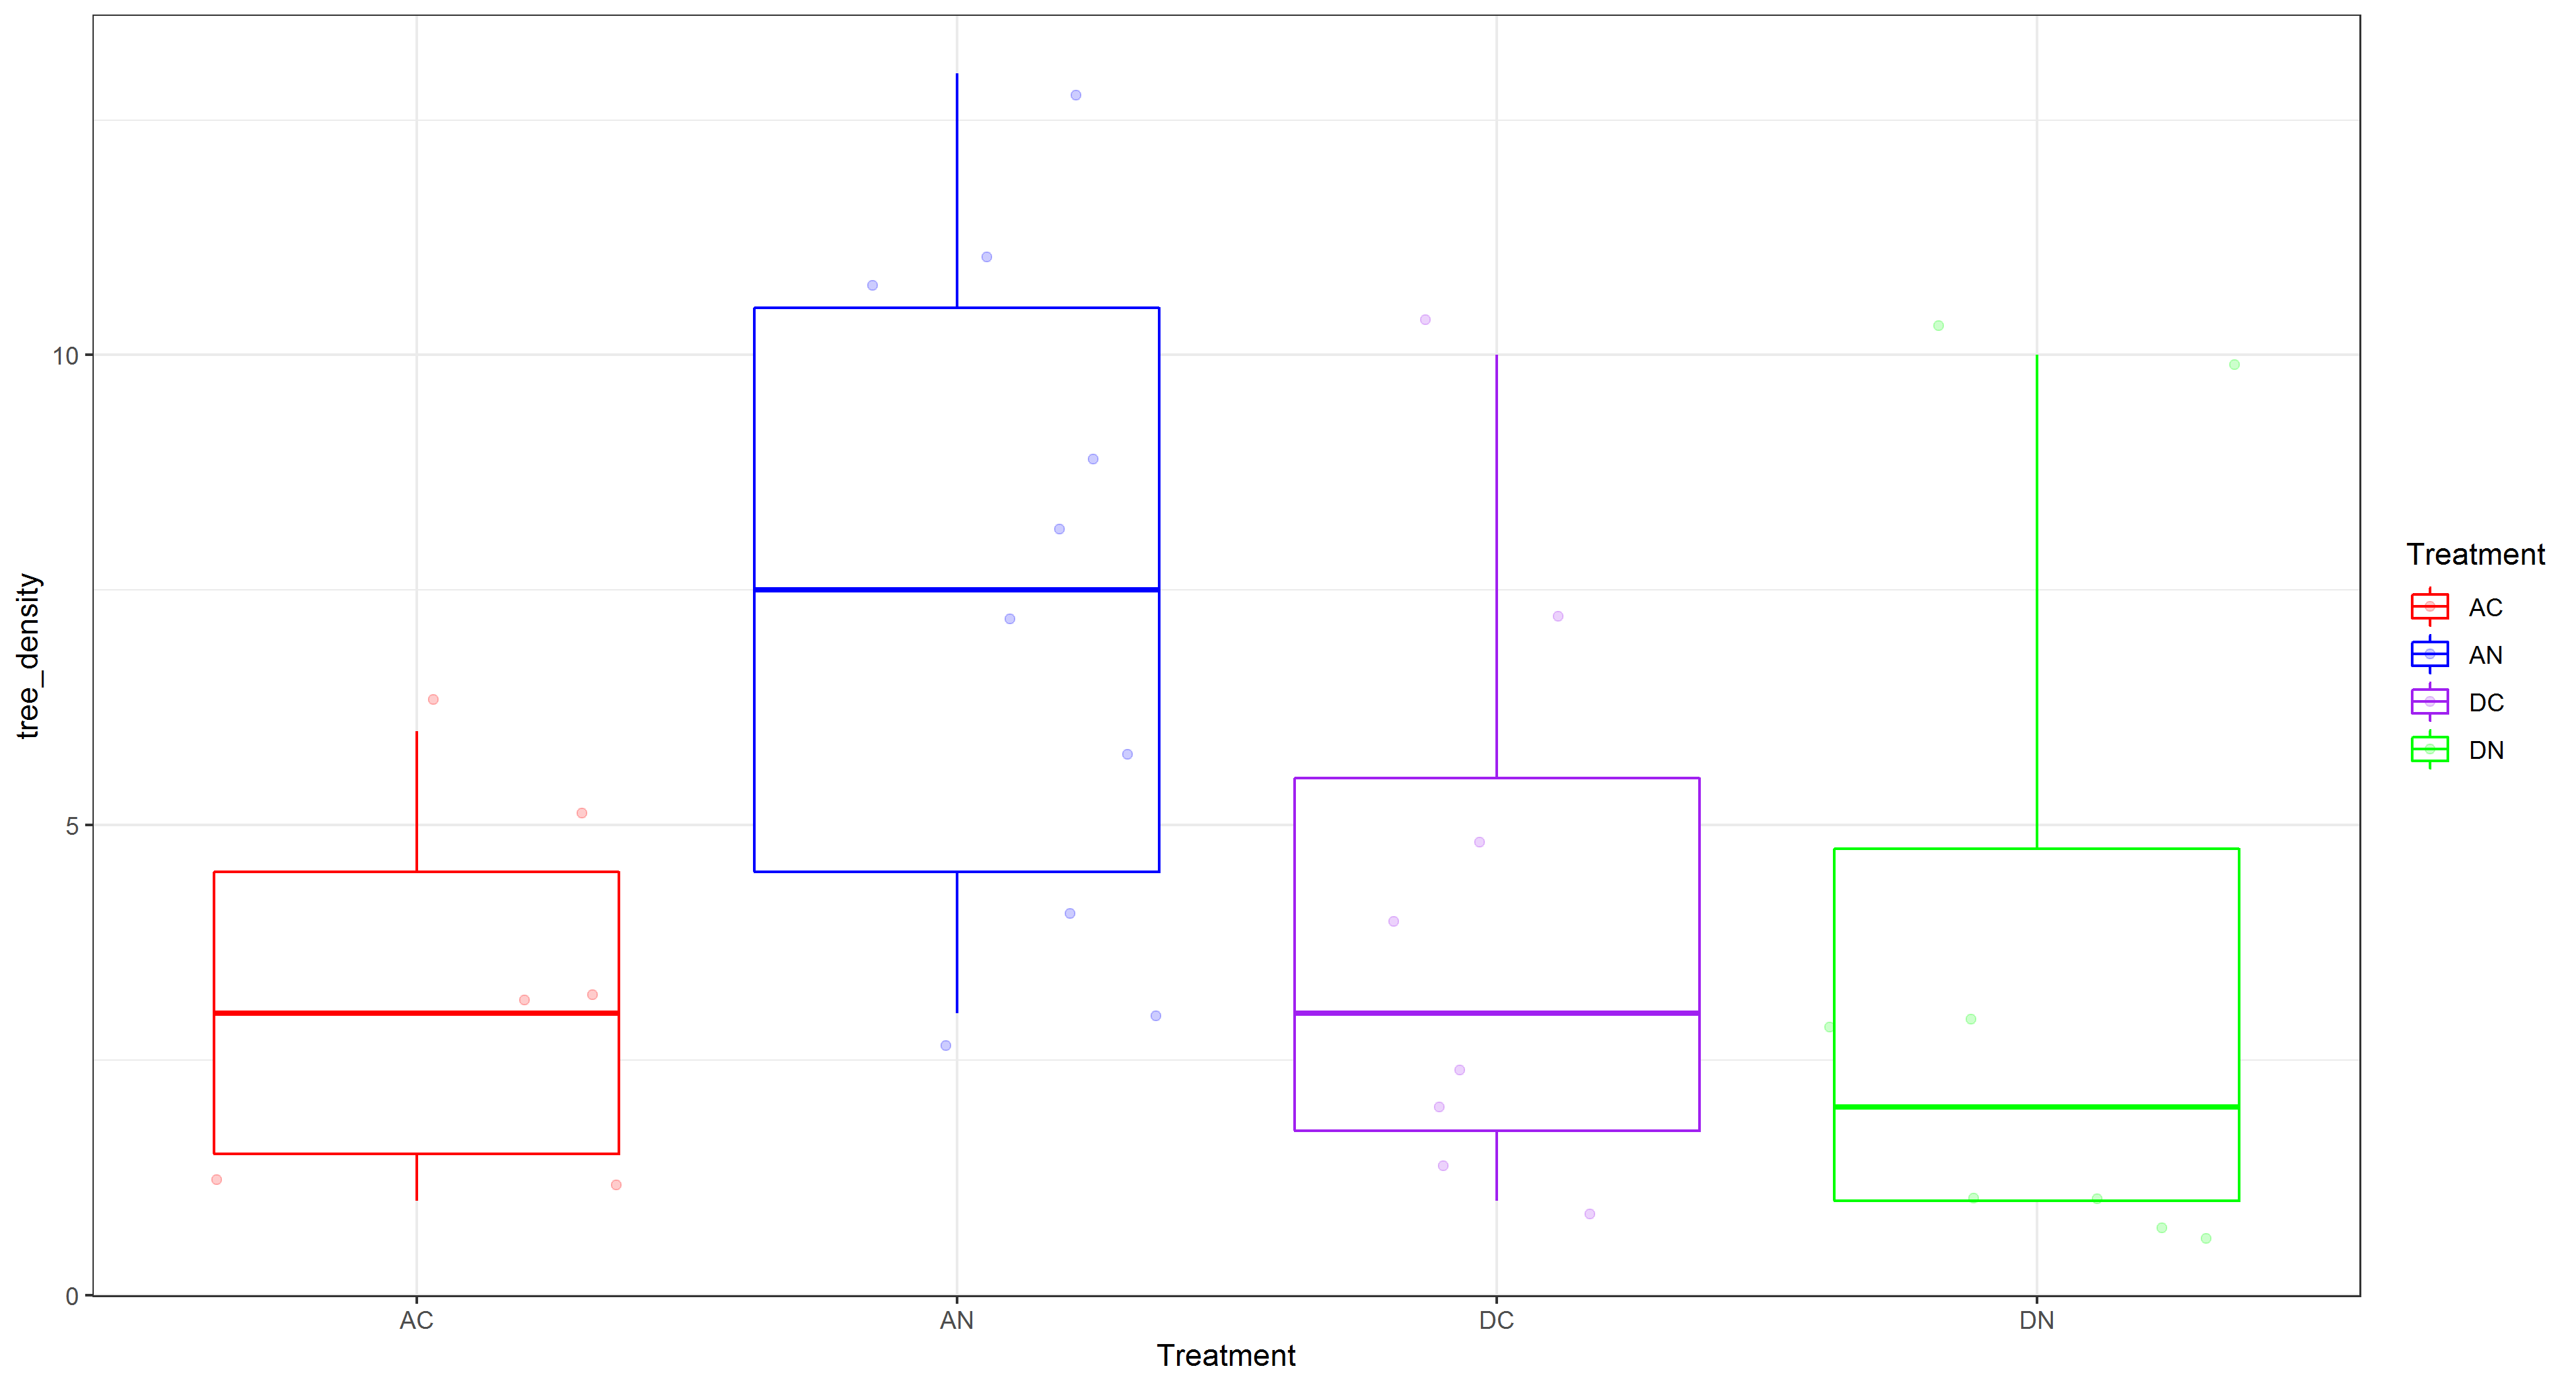 tree_density
10
5
0
AC AN DC DN
Treatment
Treatment
AC
AN
DC
DN